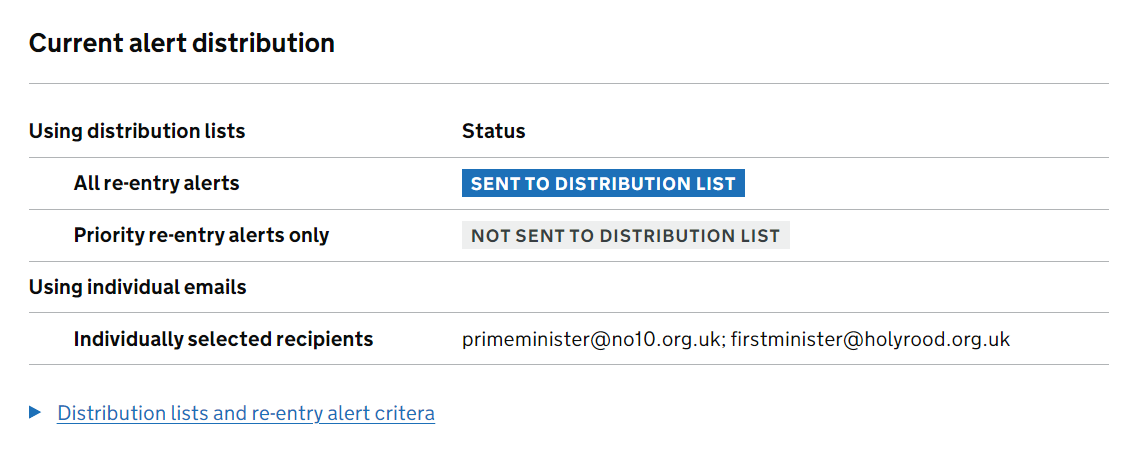 Current alert distribution
Using distribution lists Status
All re-entry alerts SENT TO DISTRIBUTION LIST
Priority re-entry alerts only NOT SENT TO DISTRIBUTION LIST
Using individual emails
Individually selected recipients primeminister@no10.org.uk; firstminister@holyrood.org.uk
Distribution lists and re-entry alert critera